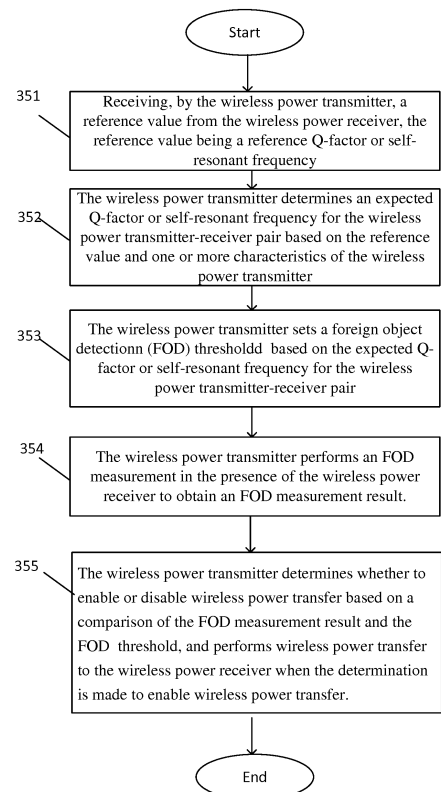 Start
351
Receiving, by the wireless power transmitter, a
reference value from the wireless power receiver, the
reference value being a reference Q-factor or self-
resonant frequency
352
The wireless power transmitter determines an expected
Q-factor or self-resonant frequency for the wireless
power transmitter-receiver pair based on the reference
value and one or more characteristics of the wireless
power transmitter
353
The wireless power transmitter sets a foreign object
detectionn (FOD) thresholdd based on the expected Q-
factor or self-resonant frequency for the wireless
power transmitter-receiver pair
354
The wireless power transmitter performs an FOD
measurement in the presence of the wireless power
receiver to obtain an FOD measurement result.
355
The wireless power transmitter determines whether to
enable or disable wireless power transfer based on a
comparison of the FOD measurement result and the
FOD threshold, and performs wireless power transfer
to the wireless power receiver when the determination
is made to enable wireless power transfer.
End